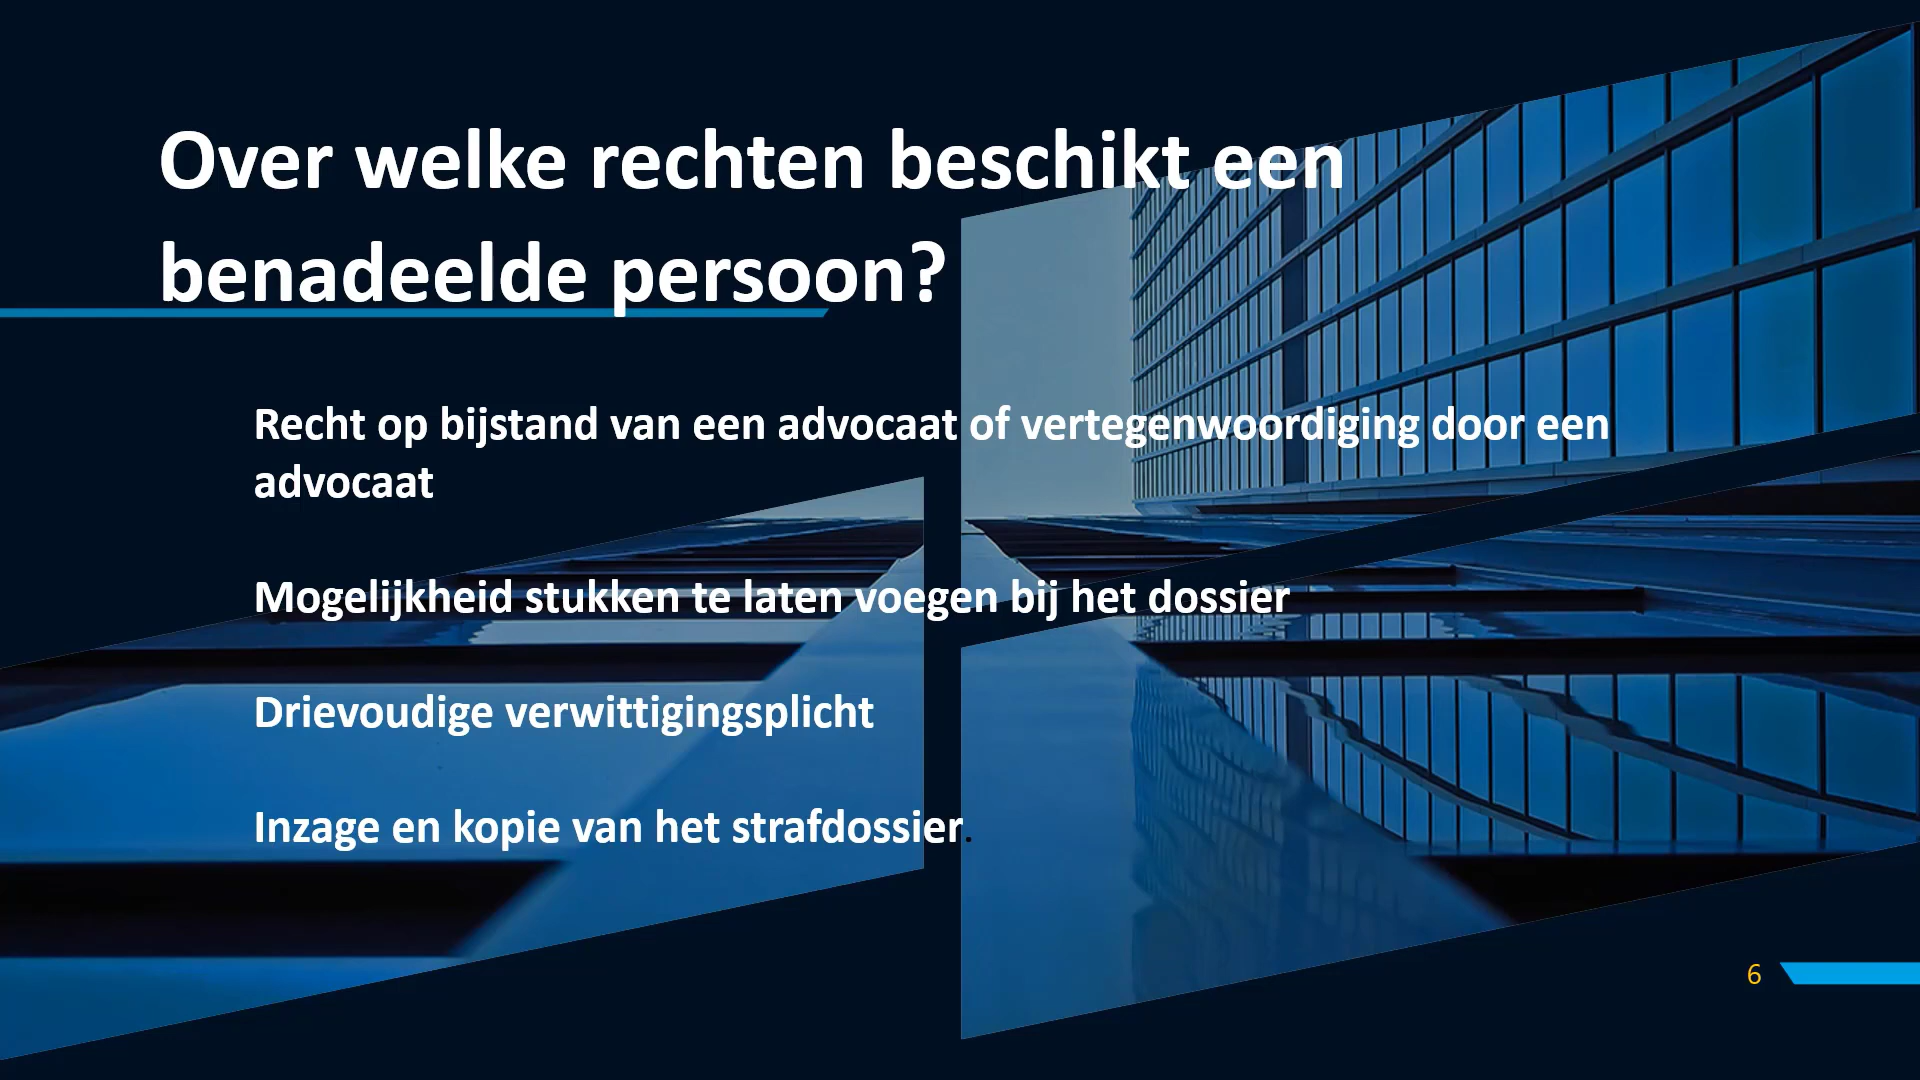 Over welke rechten beschikt een
benadeelde persoon?
Recht op bijstand van een advocaat of vertegenwoordiging door een
advocaat
Mogelijkheid stukken te laten voegen bij het dossier
Drievoudige verwittigingsplicht
Inzage en kopie van het strafdossier.
6